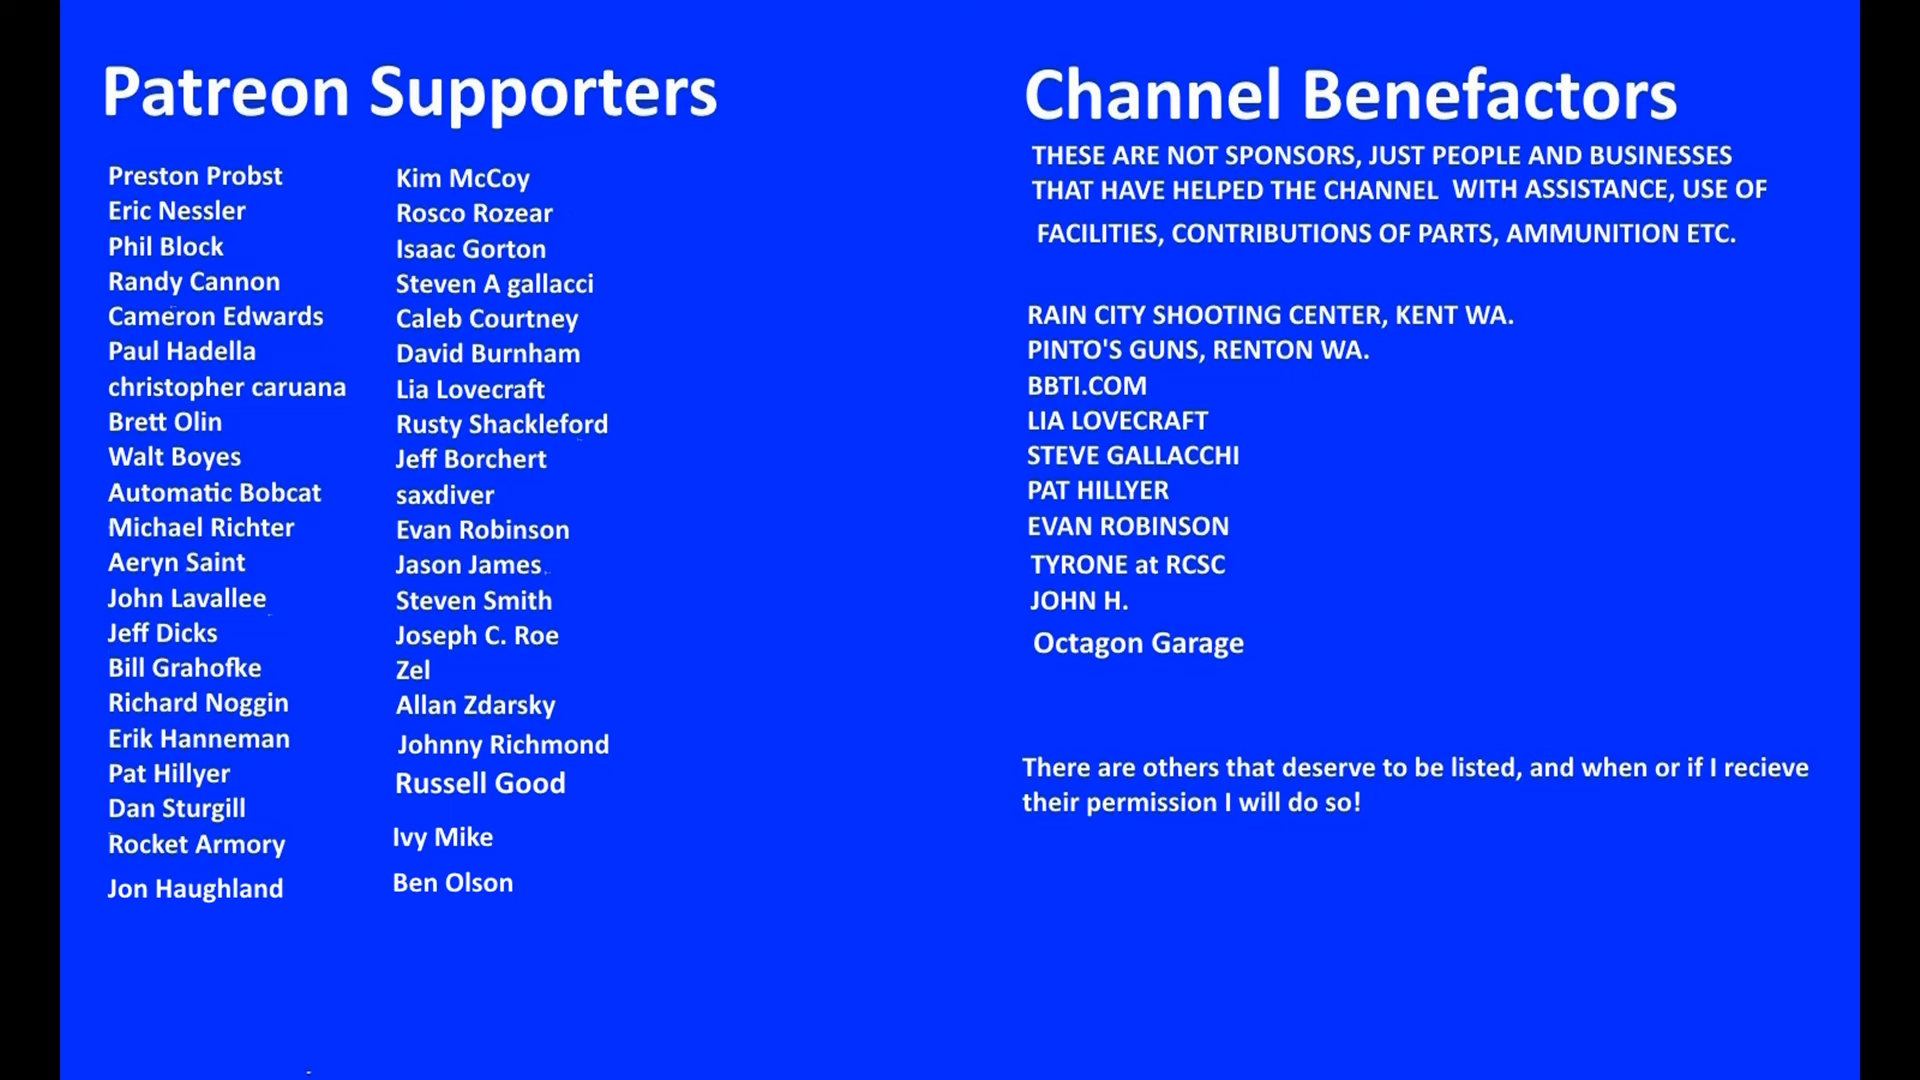 Patreon Supporters
Preston Probst
Eric Nessler
Phil Block
Randy Cannon
Cameron Edwards
Paul Hadella
christopher caruana
Brett Olin
Walt Boyes
Automatic Bobcat
Michael Richter
Aeryn Saint
John Lavallee
Jeff Dicks
Bill Grahofke
Richard Noggin
Erik Hanneman
Pat Hillyer
Dan Sturgill
Rocket Armory
Jon Haughland
Kim McCoy
Rosco Rozear
Isaac Gorton
Steven A gallacci
Caleb Courtney
David Burnham
Lia Lovecraft
Rusty Shackleford
Jeff Borchert
saxdiver
Evan Robinson
Jason James
Steven Smith
Joseph C. Roe
Zel
Allan Zdarsky
Johnny Richmond
Russell Good
Ivy Mike
Ben Olson
Channel Benefactors
THESE ARE NOT SPONSORS, JUST PEOPLE AND BUSINESSES
THAT HAVE HELPED THE CHANNEL WITH ASSISTANCE, USE OF
FACILITIES, CONTRIBUTIONS OF PARTS, AMMUNITION ETC.
RAIN CITY SHOOTING CENTER, KENT WA.
PINTO'S GUNS, RENTON WA.
BBTI.COM
LIA LOVECRAFT
STEVE GALLACCHI
PAT HILLYER
EVAN ROBINSON
TYRONE at RCSC
JOHN H.
Octagon Garage
There are others that deserve to be listed, and when or if I recieve
their permission I will do so!